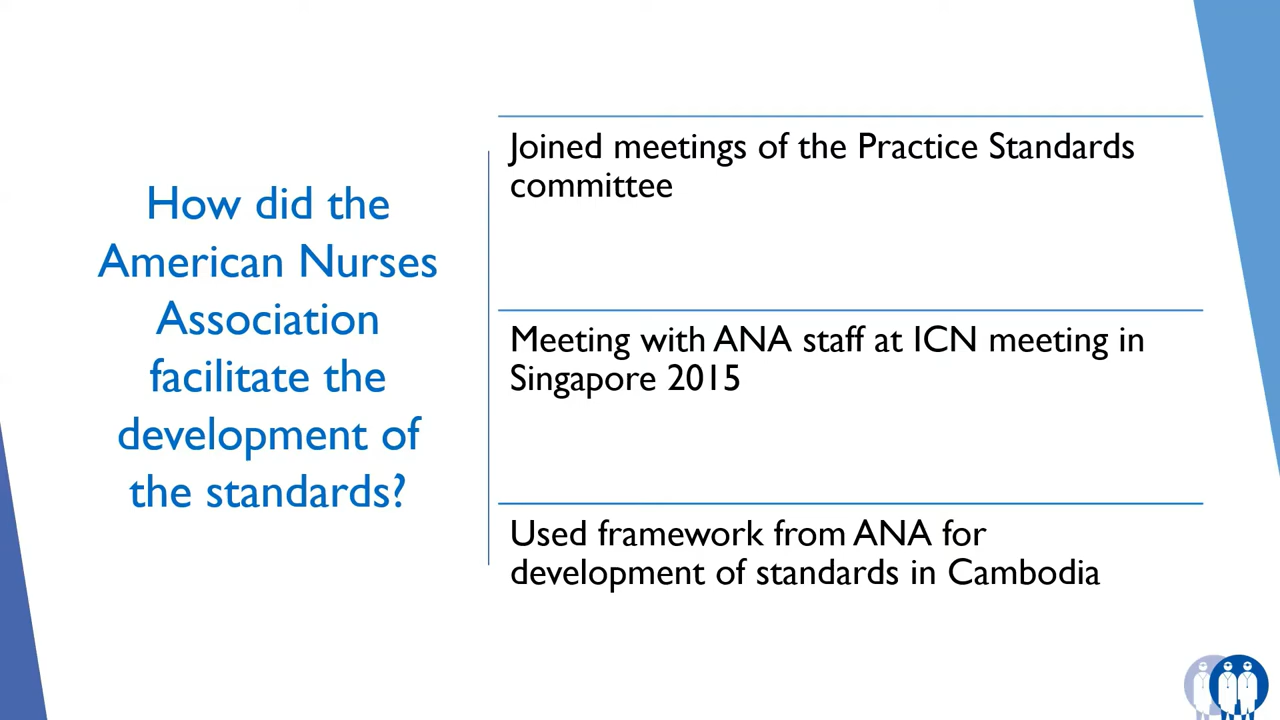 How did the
American Nurses
Association
facilitate the
development of
the standards?
Joined meetings of the Practice Standards
committee
Meeting with ANA staff at ICN meeting in
Singapore 2015
Used framework from ANA for
development of standards in Cambodia